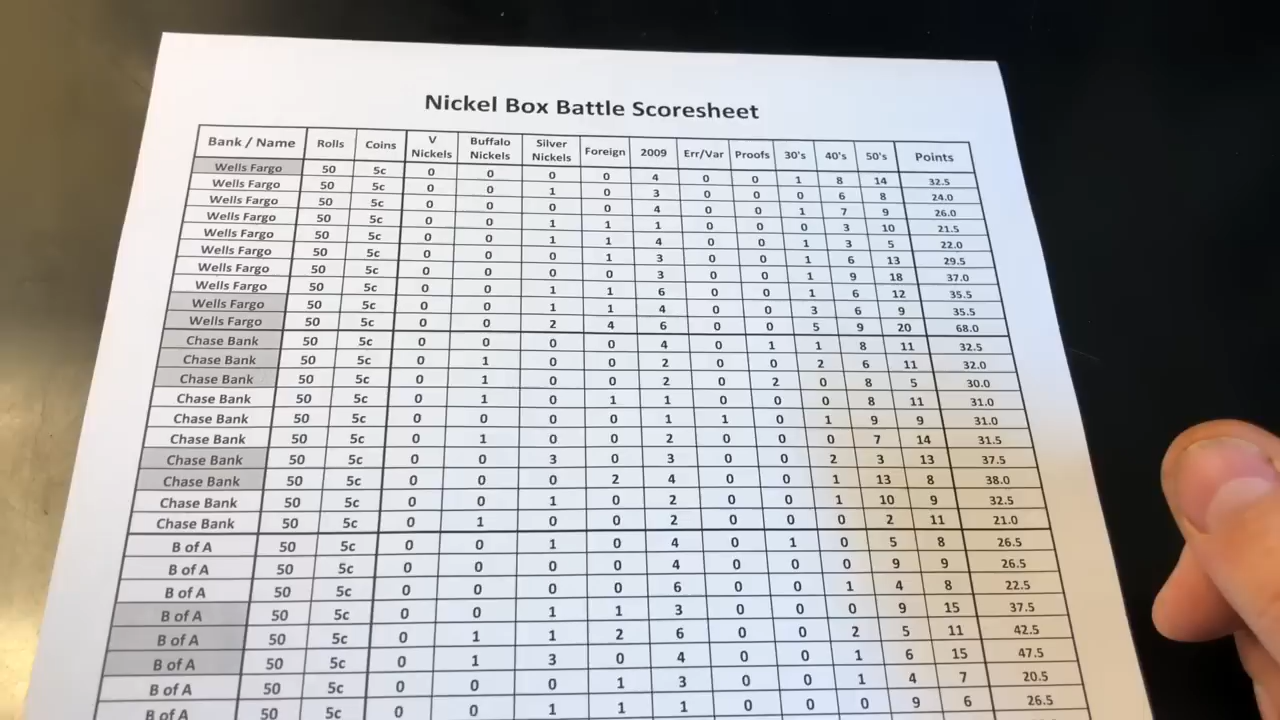 Nickel Box Battle Scoresheet
Bank / Name Rolls Coins V Nickels Buffalo Nickels Silver Nickels Foreign 2009 Err/Var Proofs 30's 40's 50's Points
Wells Fargo 50 5c 0 0 0 0 4 0 0 1 8 14 32.5
Wells Fargo 50 5c 0 0 1 0 3 0 0 0 6 8 24.0
Wells Fargo 50 5c 0 0 0 0 4 0 0 1 7 9 26.0
Wells Fargo 50 5c 0 0 1 1 1 0 0 0 3 10 21.5
Wells Fargo 50 5c 0 0 1 1 4 0 0 1 3 5 22.0
Wells Fargo 50 5c 0 0 0 1 3 0 0 1 6 13 29.5
Wells Fargo 50 5c 0 0 0 0 3 0 0 1 9 18 37.0
Wells Fargo 50 5c 0 0 1 1 6 0 0 1 6 12 35.5
Wells Fargo 50 5c 0 0 1 1 4 0 0 3 6 9 35.5
Wells Fargo 50 5c 0 0 2 4 6 0 0 5 9 20 68.0
Chase Bank 50 5c 0 0 0 0 4 0 1 1 8 11 32.5
Chase Bank 50 5c 0 1 0 0 2 0 0 2 6 11 32.0
Chase Bank 50 5c 0 1 0 0 2 0 2 0 8 5 30.0
Chase Bank 50 5c 0 1 0 1 1 0 0 0 8 11 31.0
Chase Bank 50 5c 0 0 0 0 1 1 0 1 9 9 31.0
Chase Bank 50 5c 0 1 0 0 2 0 0 0 7 14 31.5
Chase Bank 50 5c 0 0 3 0 3 0 0 2 3 13 37.5
Chase Bank 50 5c 0 0 0 2 4 0 0 1 13 8 38.0
Chase Bank 50 5c 0 0 1 0 2 0 0 1 10 9 32.5
Chase Bank 50 5c 0 1 0 0 2 0 0 0 2 11 21.0
B of A 50 5c 0 0 1 0 4 0 1 0 5 8 26.5
B of A 50 5c 0 0 0 0 4 0 0 0 9 9 26.5
B of A 50 5c 0 0 0 0 6 0 0 1 4 8 22.5
B of A 50 5c 0 0 1 1 3 0 0 0 9 15 37.5
B of A 50 5c 0 1 1 2 6 0 0 2 5 11 42.5
B of A 50 5c 0 1 3 0 4 0 0 1 6 15 47.5
B of A 50 5c 0 0 0 1 3 0 0 1 4 7 20.5
B of A 50 5c 0 0 1 1 1 0 0 0 9 6 26.5